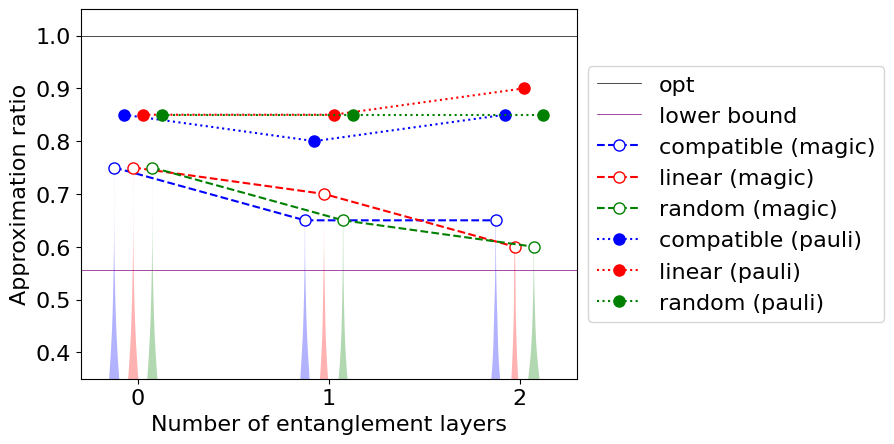 1.0
0.9
0.8
0.7
0.6
0.5
0.4
Approximation ratio
0 1 2
Number of entanglement layers
opt
lower bound
compatible (magic)
linear (magic)
random (magic)
compatible (pauli)
linear (pauli)
random (pauli)